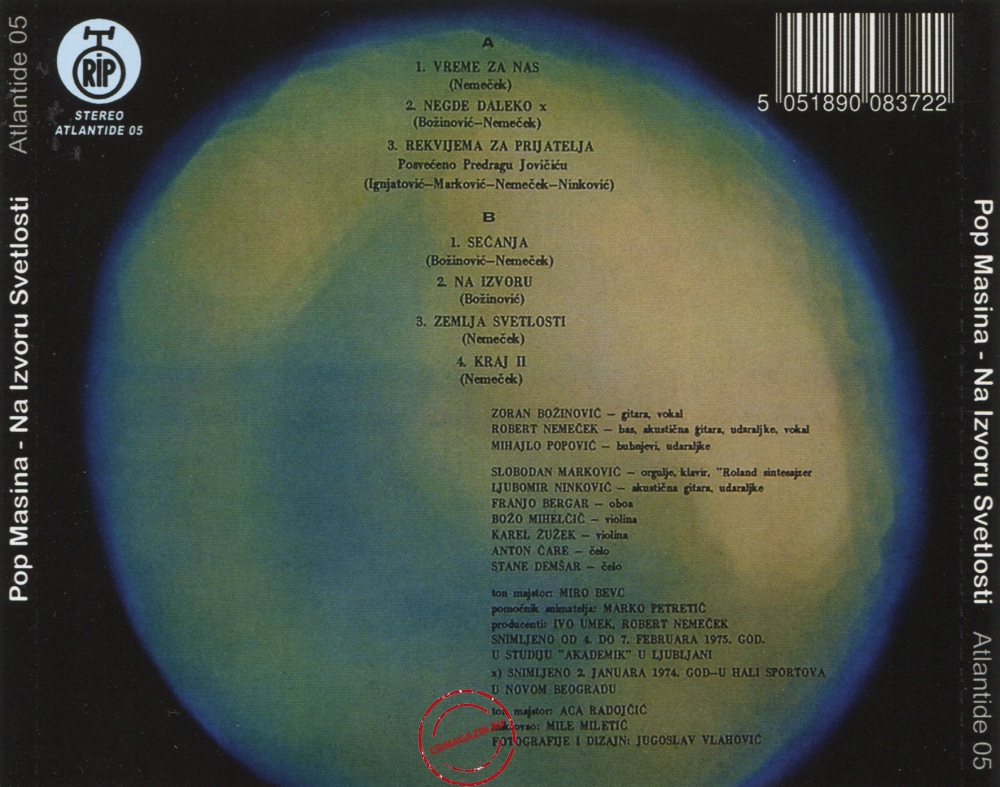 Atlantide 05
Pop Masina - Na Izvoru Svetlosti
TRIP
STEREO
ATLANTIDE 05
A
1. VREME ZA NAS
(Nemeček)
2. NEGDE DALEKO x
(Božinović—Nemeček)
3. REKVIJEMA ZA PRIJATELJA
Posvećeno Predragu Jovičiću
(Ignjatović—Marković—Nemeček—Ninković)
B
1. SEĆANJA
(Božinović—Nemeček)
2. NA IZVORU
(Božinović)
3. ZEMLJA SVETLOSTI
(Nemeček)
4. KRAJ II
(Nemeček)
ZORAN BOŽINOVIĆ — gitara, vokal
ROBERT NEMEČEK — bas, akustična gitara, udaraljke, vokal
MIHAJLO POPOVIĆ — bubnjevi, udaraljke
SLOBODAN MARKOVIĆ — orgulje, klavir, "Roland sintesajzer
LJUBOMIR NINKOVIĆ — akustična gitara, udaraljke
FRANJO BERGAR — oboa
BOŽO MIHELČIČ — violina
KAREL ŽUŽEK — violina
ANTON ČARE — čelo
STANE DEMŠAR — čelo
ton majstor: MIRO BEVC
pomoćnik snimatelja: MARKO PETRETIČ
producenti: IVO UMEK, ROBERT NEMEČEK
SNIMLJENO OD 4. DO 7. FEBRUARA 1975. GOD.
U STUDIJU "AKADEMIK" U LJUBLJANI
x) SNIMLJENO 2. JANUARA 1974. GOD—U HALI SPORTOVA
U NOVOM BEOGRADU
ton majstor: ACA RADOJČIĆ
miksovao: MILE MILETIĆ
FOTOGRAFIJE I DIZAJN: JUGOSLAV VLAHOVIĆ
5 051890 083722
Pop Masina - Na Izvoru Svetlosti
Atlantide 05